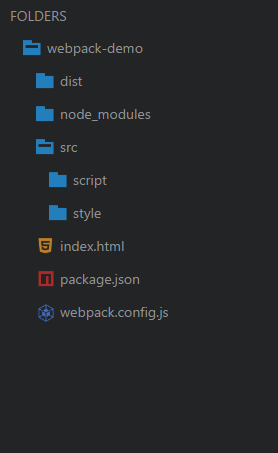 FOLDERS
webpack-demo
dist
node_modules
src
script
style
index.html
package.json
webpack.config.js